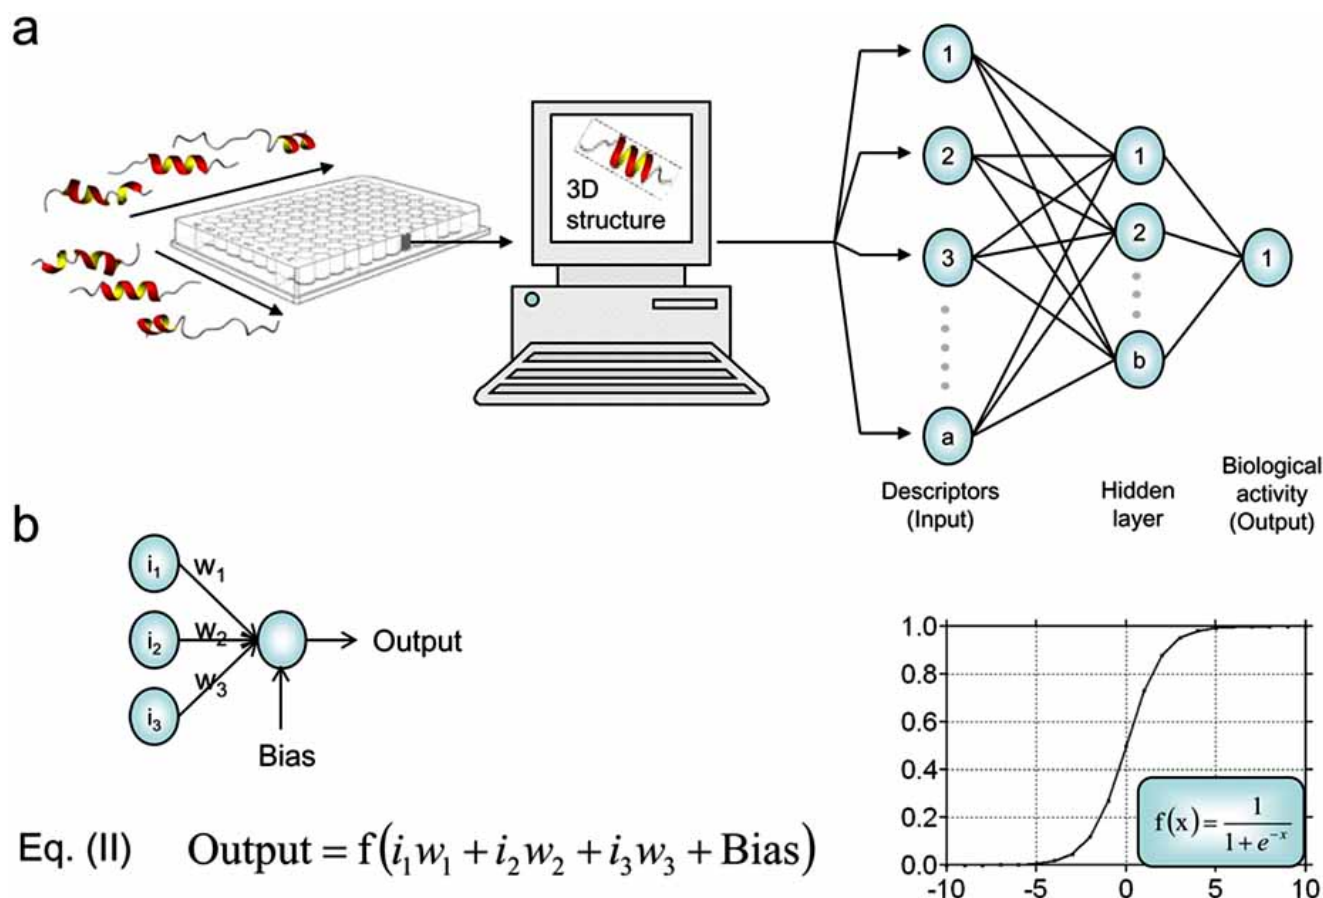 a
3D
structure
1
2
3
a
1
2
b
1
Descriptors
(Input)
Hidden
layer
Biological
activity
(Output)
b
i1
i2
i3
w1
w2
w3
Output
Bias
Eq. (II) Output = f(i1w1 + i2w2 + i3w3 + Bias)
1.0
0.8
0.6
0.4
0.2
0.0
-10 -5 0 5 10
f(x) = 1 / 1 + e^-x